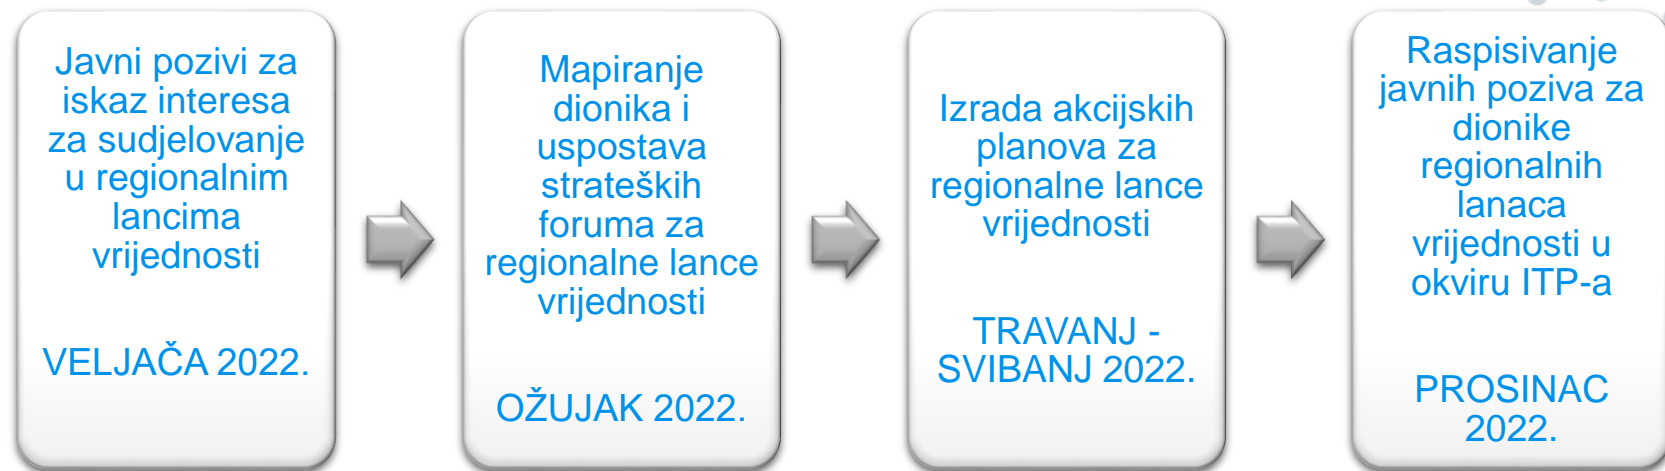 Javni pozivi za
iskaz interesa
za sudjelovanje
u regionalnim
lancima
vrijednosti
VELJAČA 2022.
Mapiranje
dionika i
uspostava
strateških
foruma za
regionalne lance
vrijednosti
OŽUJAK 2022.
Izrada akcijskih
planova za
regionalne lance
vrijednosti
TRAVANJ -
SVIBANJ 2022.
Raspisivanje
javnih poziva za
dionike
regionalnih
lanaca
vrijednosti u
okviru ITP-a
PROSINAC
2022.